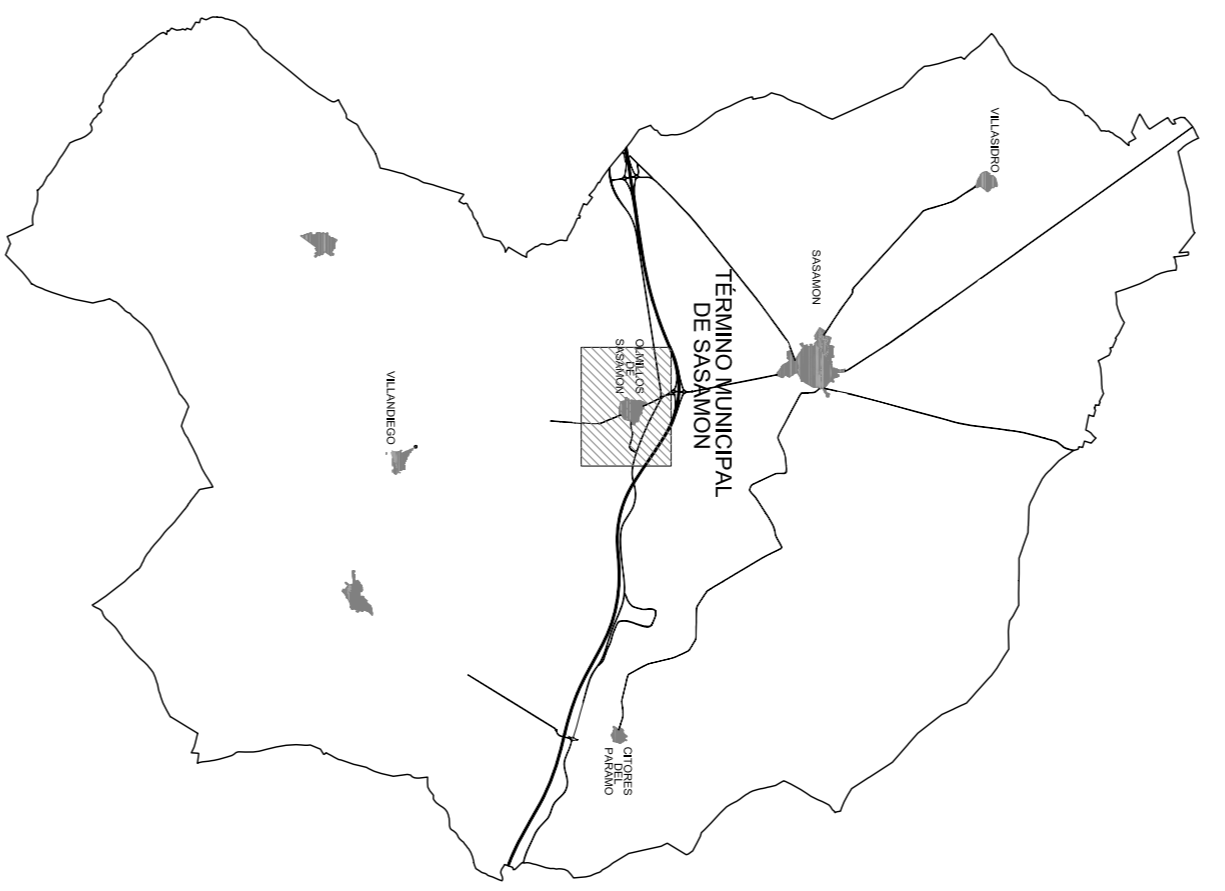 VILLASIDRO
SASAMON
TÉRMINO MUNICIPAL
DE SASAMON
OLMILLOS
DE
SASAMON
VILLANDIEGO
CITORES
DEL
PARAMO